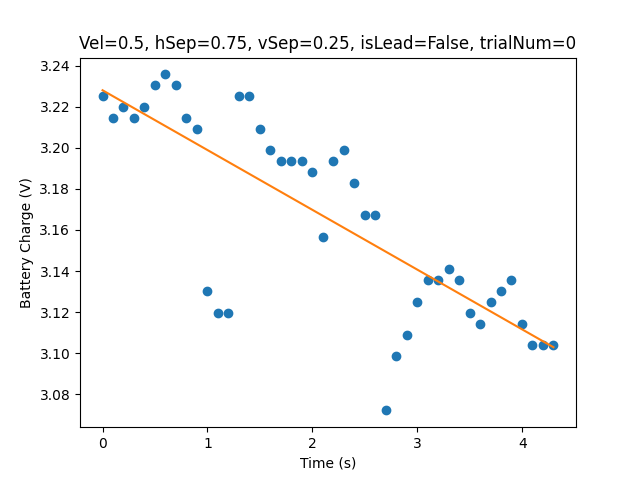 Vel=0.5, hSep=0.75, vSep=0.25, isLead=False, trialNum=0
3.24
3.22
3.20
3.18
3.16
3.14
3.12
3.10
3.08
Battery Charge (V)
0 1 2 3 4
Time (s)